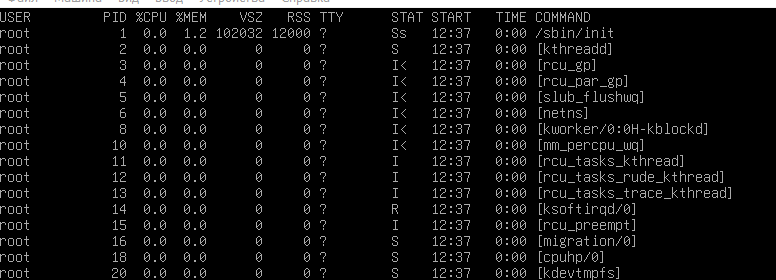 Файл Машина Вид Ввод Устройства Справка
USER PID %CPU %MEM VSZ RSS TTY STAT START TIME COMMAND
root 1 0.0 1.2 102032 12000 ? Ss 12:37 0:00 /sbin/init
root 2 0.0 0.0 0 0 ? S 12:37 0:00 [kthreadd]
root 3 0.0 0.0 0 0 ? I< 12:37 0:00 [rcu_gp]
root 4 0.0 0.0 0 0 ? I< 12:37 0:00 [rcu_par_gp]
root 5 0.0 0.0 0 0 ? I< 12:37 0:00 [slub_flushwq]
root 6 0.0 0.0 0 0 ? I< 12:37 0:00 [netns]
root 8 0.0 0.0 0 0 ? I< 12:37 0:00 [kworker/0:0H-kblockd]
root 10 0.0 0.0 0 0 ? I< 12:37 0:00 [mm_percpu_wq]
root 11 0.0 0.0 0 0 ? I 12:37 0:00 [rcu_tasks_kthread]
root 12 0.0 0.0 0 0 ? I 12:37 0:00 [rcu_tasks_rude_kthread]
root 13 0.0 0.0 0 0 ? I 12:37 0:00 [rcu_tasks_trace_kthread]
root 14 0.0 0.0 0 0 ? R 12:37 0:00 [ksoftirqd/0]
root 15 0.0 0.0 0 0 ? I 12:37 0:00 [rcu_preempt]
root 16 0.0 0.0 0 0 ? S 12:37 0:00 [migration/0]
root 18 0.0 0.0 0 0 ? S 12:37 0:00 [cpuhp/0]
root 20 0.0 0.0 0 0 ? S 12:37 0:00 [kdevtmpfs]